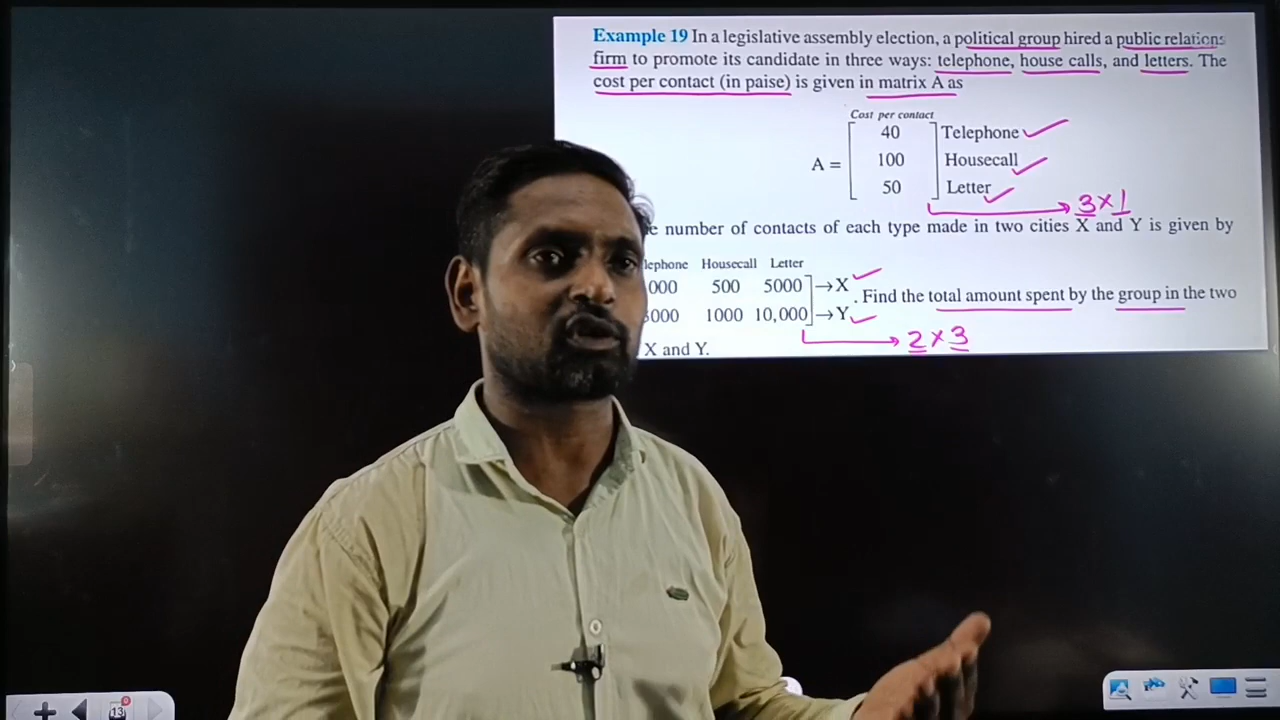 Example 19 In a legislative assembly election, a political group hired a public relations
firm to promote its candidate in three ways: telephone, house calls, and letters. The
cost per contact (in paise) is given in matrix A as
Cost per contact
40 Telephone
A = 100 Housecall
50 Letter
3×1
number of contacts of each type made in two cities X and Y is given by
Housecall Letter
000 500 5000 →X
. Find the total amount spent by the group in the two
000 1000 10,000 →Y
2×3
X and Y.
13